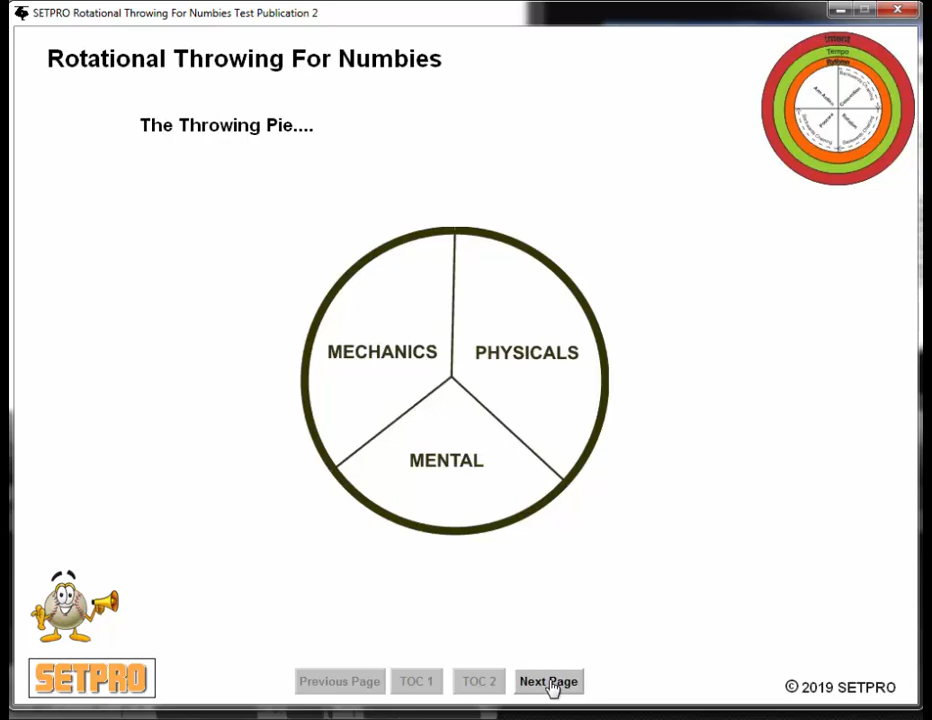 SETPRO Rotational Throwing For Numbies Test Publication 2
Rotational Throwing For Numbies
Tempo
The Throwing Pie....
MECHANICS
PHYSICALS
MENTAL
SETPRO
Previous Page
TOC 1
TOC 2
Next Page
© 2019 SETPRO